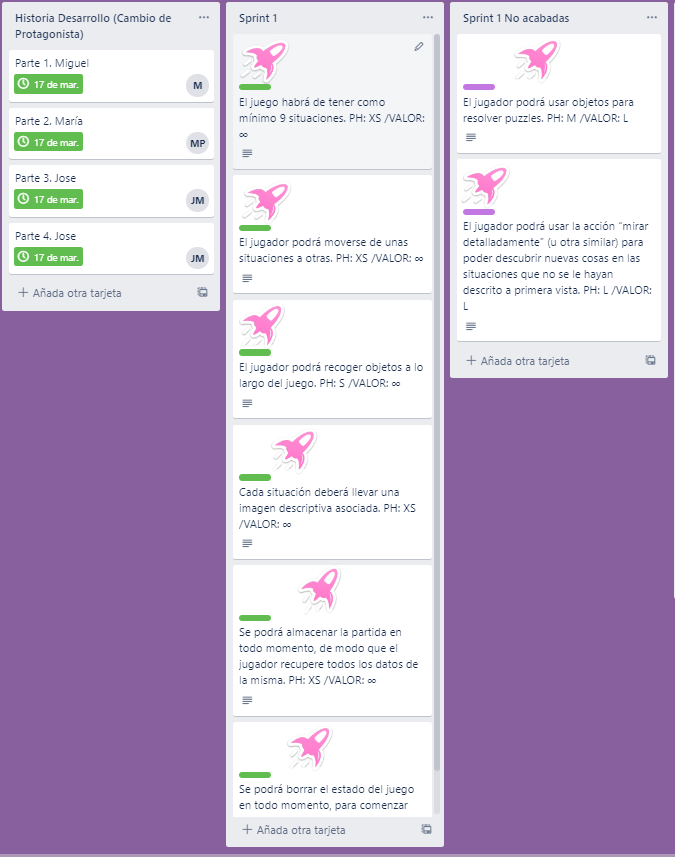 Historia Desarrollo (Cambio de
Protagonista)
Parte 1. Miguel
17 de mar.
M
Parte 2. María
17 de mar.
MP
Parte 3. Jose
17 de mar.
JM
Parte 4. Jose
17 de mar.
JM
+ Añada otra tarjeta
Sprint 1
El juego habrá de tener como
mínimo 9 situaciones. PH: XS /VALOR:
∞
El jugador podrá moverse de unas
situaciones a otras. PH: XS /VALOR: ∞
El jugador podrá recoger objetos a lo
largo del juego. PH: S /VALOR: ∞
Cada situación deberá llevar una
imagen descriptiva asociada. PH: XS
/VALOR: ∞
Se podrá almacenar la partida en
todo momento, de modo que el
jugador recupere todos los datos de
la misma. PH: XS /VALOR: ∞
Se podrá borrar el estado del juego
en todo momento, para comenzar
+ Añada otra tarjeta
Sprint 1 No acabadas
El jugador podrá usar objetos para
resolver puzzles. PH: M /VALOR: L
El jugador podrá usar la acción “mirar
detalladamente” (u otra similar) para
poder descubrir nuevas cosas en las
situaciones que no se le hayan
descrito a primera vista. PH: L /VALOR:
L
+ Añada otra tarjeta